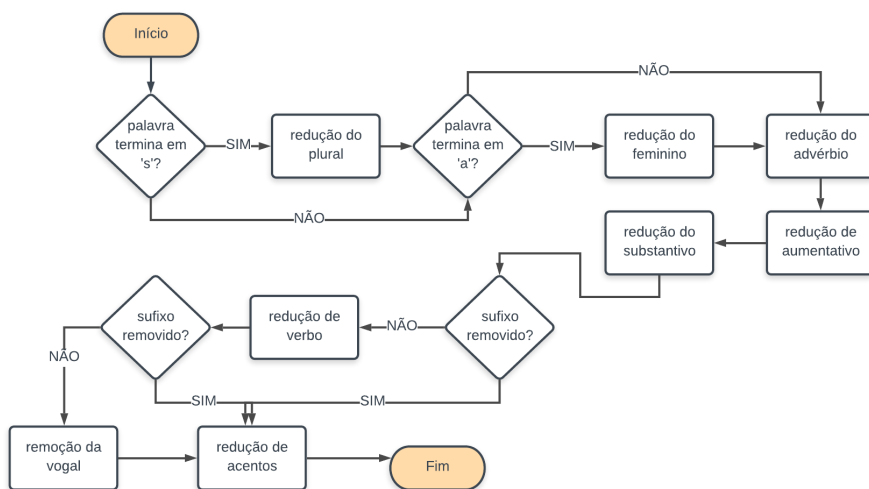 Início
palavra
termina em
's'?
SIM
redução do
plural
palavra
termina em
'a'?
SIM
redução do
feminino
NÃO
redução do
advérbio
NÃO
redução de
aumentativo
redução do
substantivo
sufixo
removido?
NÃO
redução de
verbo
sufixo
removido?
NÃO
SIM
SIM
remoção da
vogal
redução de
acentos
Fim